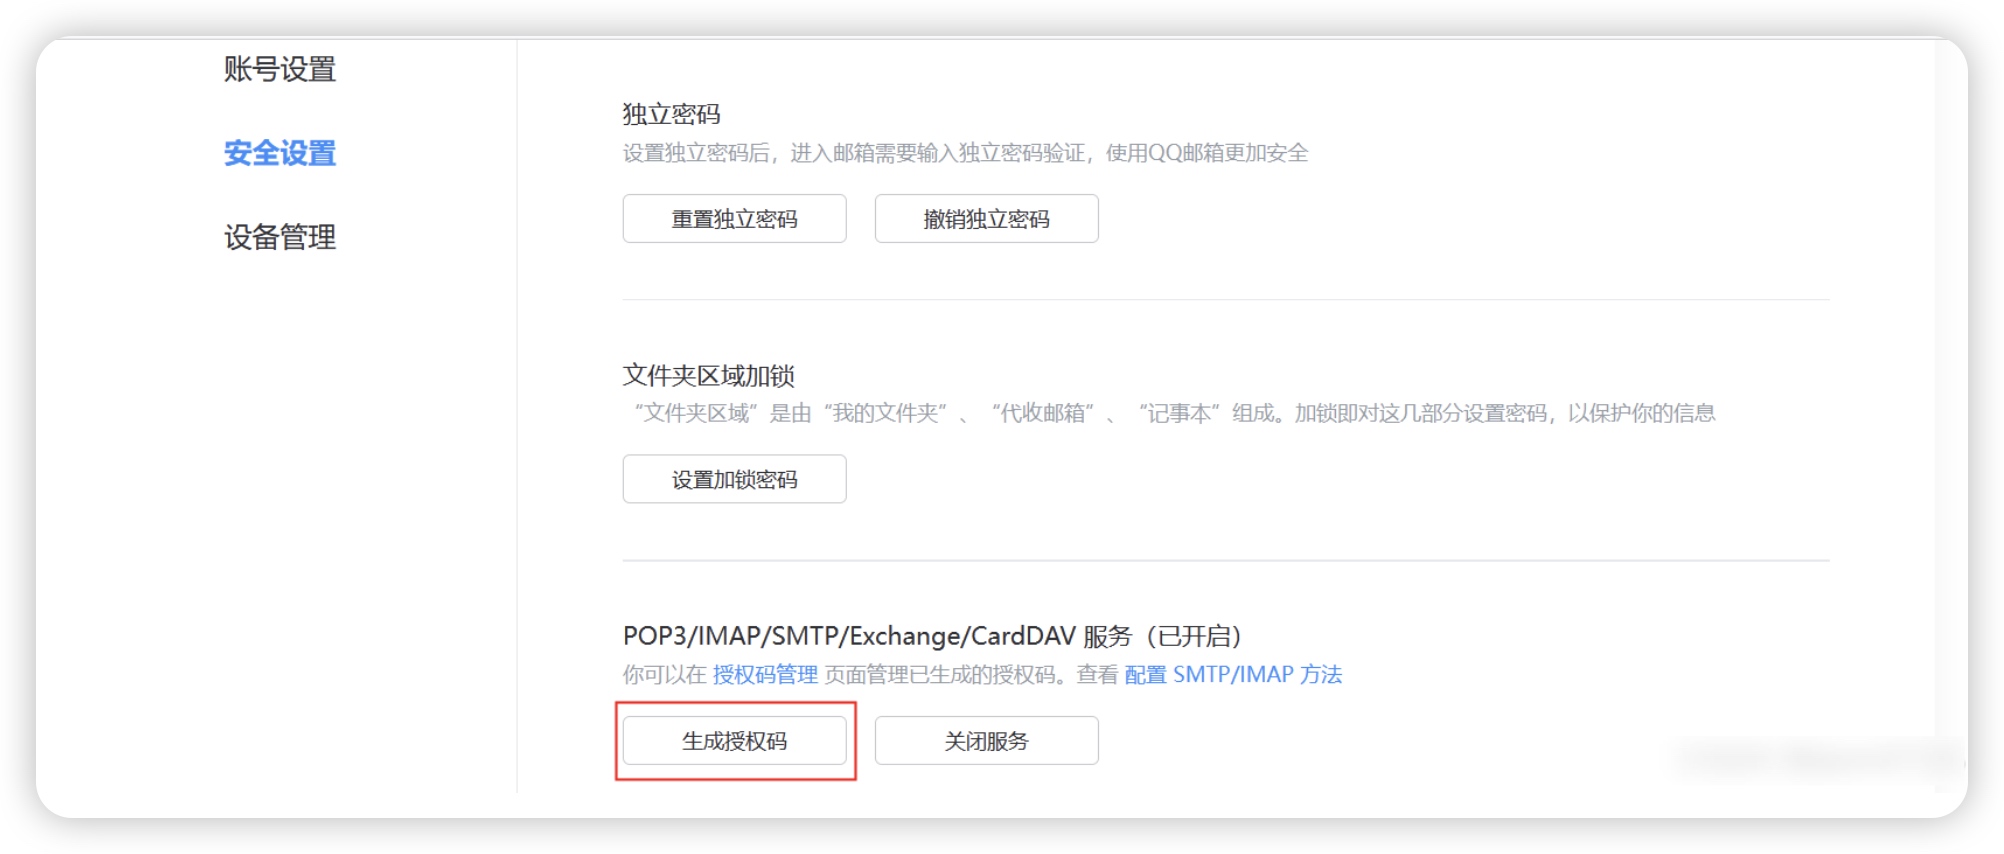 账号设置
安全设置
设备管理
独立密码
设置独立密码后，进入邮箱需要输入独立密码验证，使用QQ邮箱更加安全
重置独立密码
撤销独立密码
文件夹区域加锁
“文件夹区域”是由“我的文件夹”、“代收邮箱”、“记事本”组成。加锁即对这几部分设置密码，以保护你的信息
设置加锁密码
POP3/IMAP/SMTP/Exchange/CardDAV 服务（已开启）
你可以在 授权码管理 页面管理已生成的授权码。查看 配置 SMTP/IMAP 方法
生成授权码
关闭服务